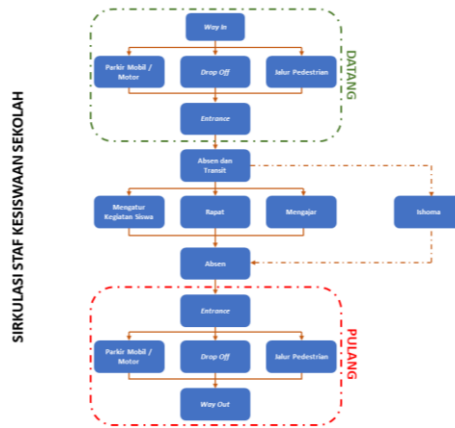 SIRKULASI STAF KESISWAAN SEKOLAH
Way In
DATANG
Parkir Mobil /
Motor
Drop Off
Jalur Pedestrian
Entrance
Absen dan
Transit
Mengatur
Kegiatan Siswa
Rapat
Mengajar
Ishoma
Absen
Entrance
PULANG
Parkir Mobil /
Motor
Drop Off
Jalur Pedestrian
Way Out